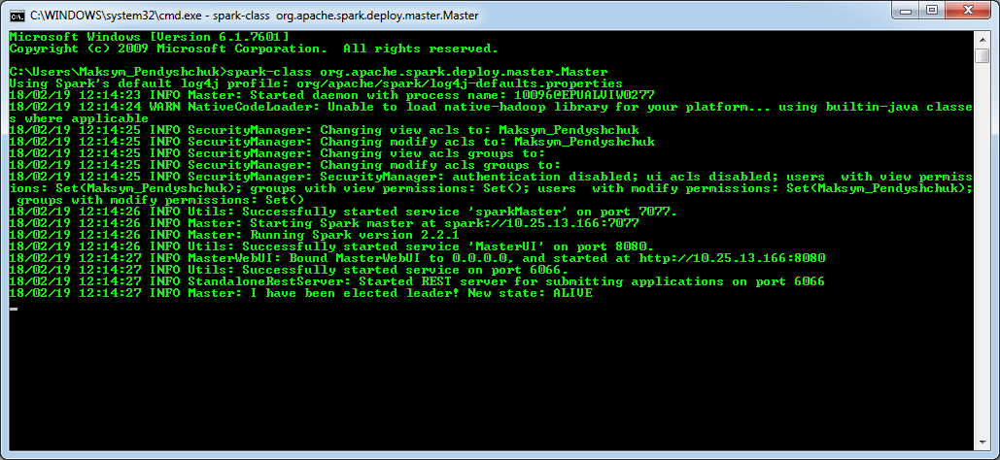 C:\WINDOWS\system32\cmd.exe - spark-class org.apache.spark.deploy.master.Master
Microsoft Windows [Version 6.1.7601]
Copyright (c) 2009 Microsoft Corporation.  All rights reserved.
C:\Users\Maksym_Pendyshchuk>spark-class org.apache.spark.deploy.master.Master
Using Spark's default log4j profile: org/apache/spark/log4j-defaults.properties
18/02/19 12:14:23 INFO Master: Started daemon with process name: 10096@EPUALVIW0277
18/02/19 12:14:24 WARN NativeCodeLoader: Unable to load native-hadoop library for your platform... using builtin-java classe
s where applicable
18/02/19 12:14:25 INFO SecurityManager: Changing view acls to: Maksym_Pendyshchuk
18/02/19 12:14:25 INFO SecurityManager: Changing modify acls to: Maksym_Pendyshchuk
18/02/19 12:14:25 INFO SecurityManager: Changing view acls groups to:
18/02/19 12:14:25 INFO SecurityManager: Changing modify acls groups to:
18/02/19 12:14:25 INFO SecurityManager: SecurityManager: authentication disabled; ui acls disabled; users  with view permiss
ions: Set(Maksym_Pendyshchuk); groups with view permissions: Set(); users  with modify permissions: Set(Maksym_Pendyshchuk);
 groups with modify permissions: Set()
18/02/19 12:14:26 INFO Utils: Successfully started service 'sparkMaster' on port 7077.
18/02/19 12:14:26 INFO Master: Starting Spark master at spark://10.25.13.166:7077
18/02/19 12:14:26 INFO Master: Running Spark version 2.2.1
18/02/19 12:14:26 INFO Utils: Successfully started service 'MasterUI' on port 8080.
18/02/19 12:14:27 INFO MasterWebUI: Bound MasterWebUI to 0.0.0.0, and started at http://10.25.13.166:8080
18/02/19 12:14:27 INFO Utils: Successfully started service on port 6066.
18/02/19 12:14:27 INFO StandaloneRestServer: Started REST server for submitting applications on port 6066
18/02/19 12:14:27 INFO Master: I have been elected leader! New state: ALIVE